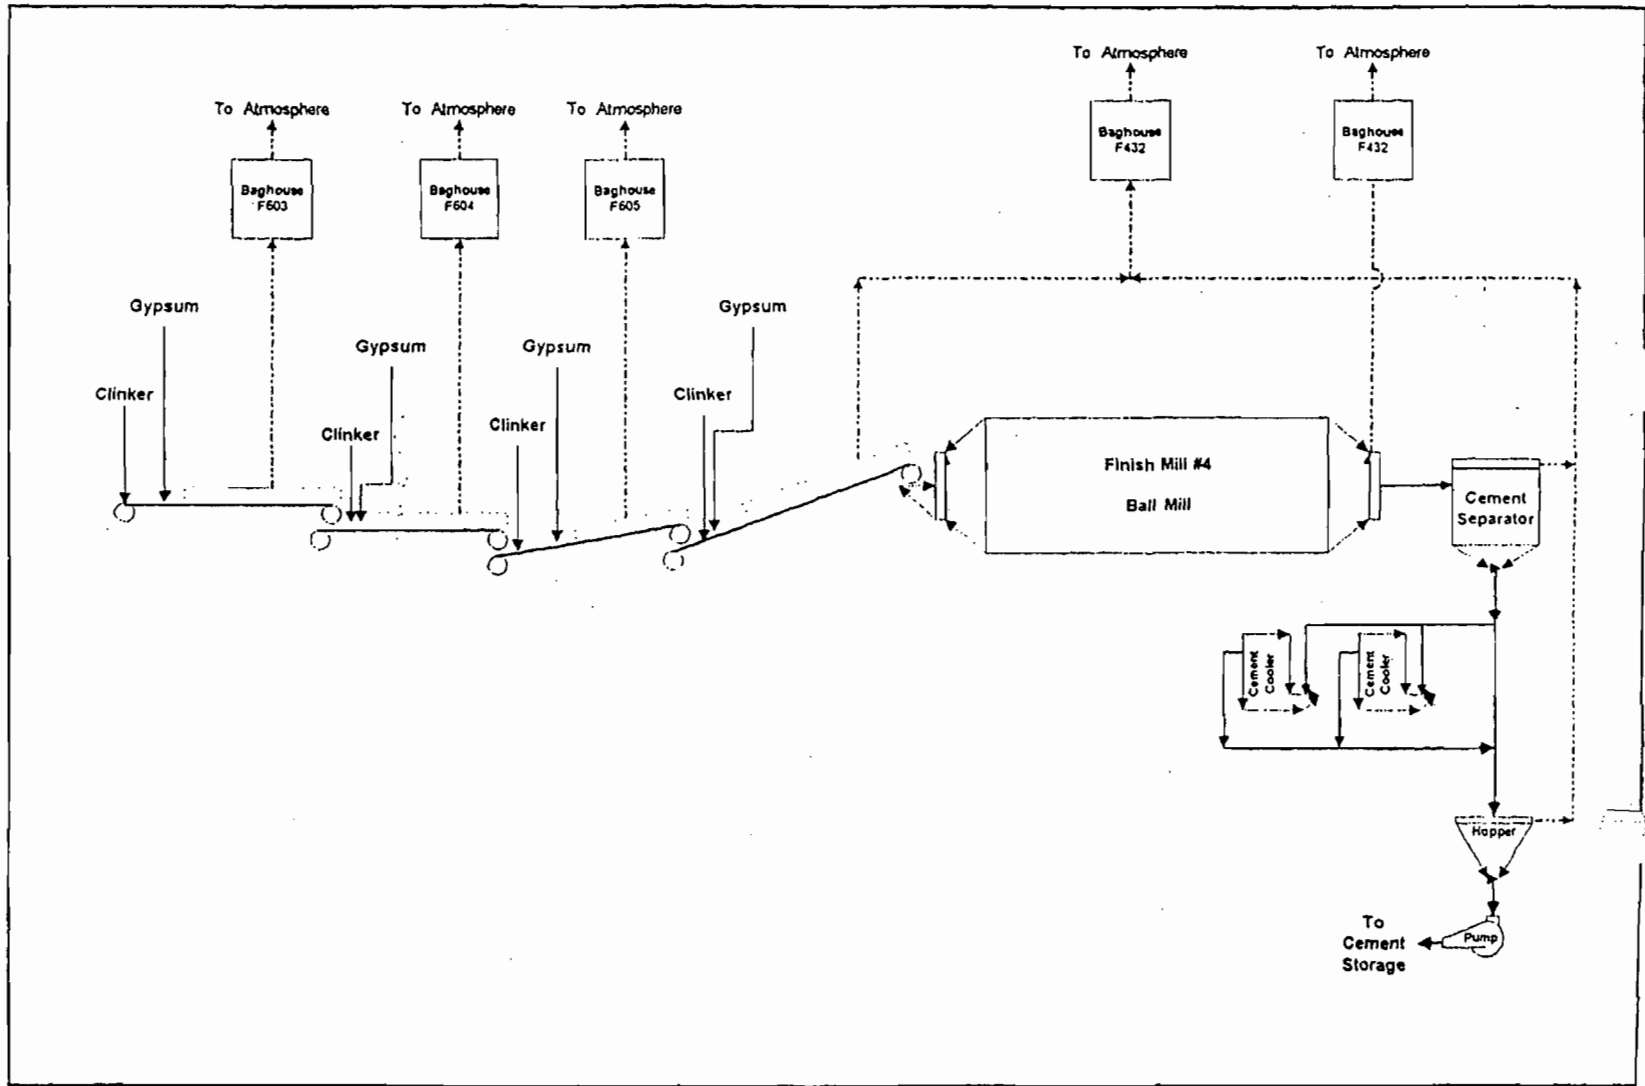 To Atmosphere
To Atmosphere
To Atmosphere
To Atmosphere
To Atmosphere
Baghouse
F432
Baghouse
F432
Baghouse
F603
Baghouse
F604
Baghouse
F605
Gypsum
Gypsum
Gypsum
Gypsum
Clinker
Clinker
Clinker
Clinker
Finish Mill #4
Ball Mill
Cement
Separator
Cement
Cooler
Cement
Cooler
Hopper
Pump
To
Cement
Storage